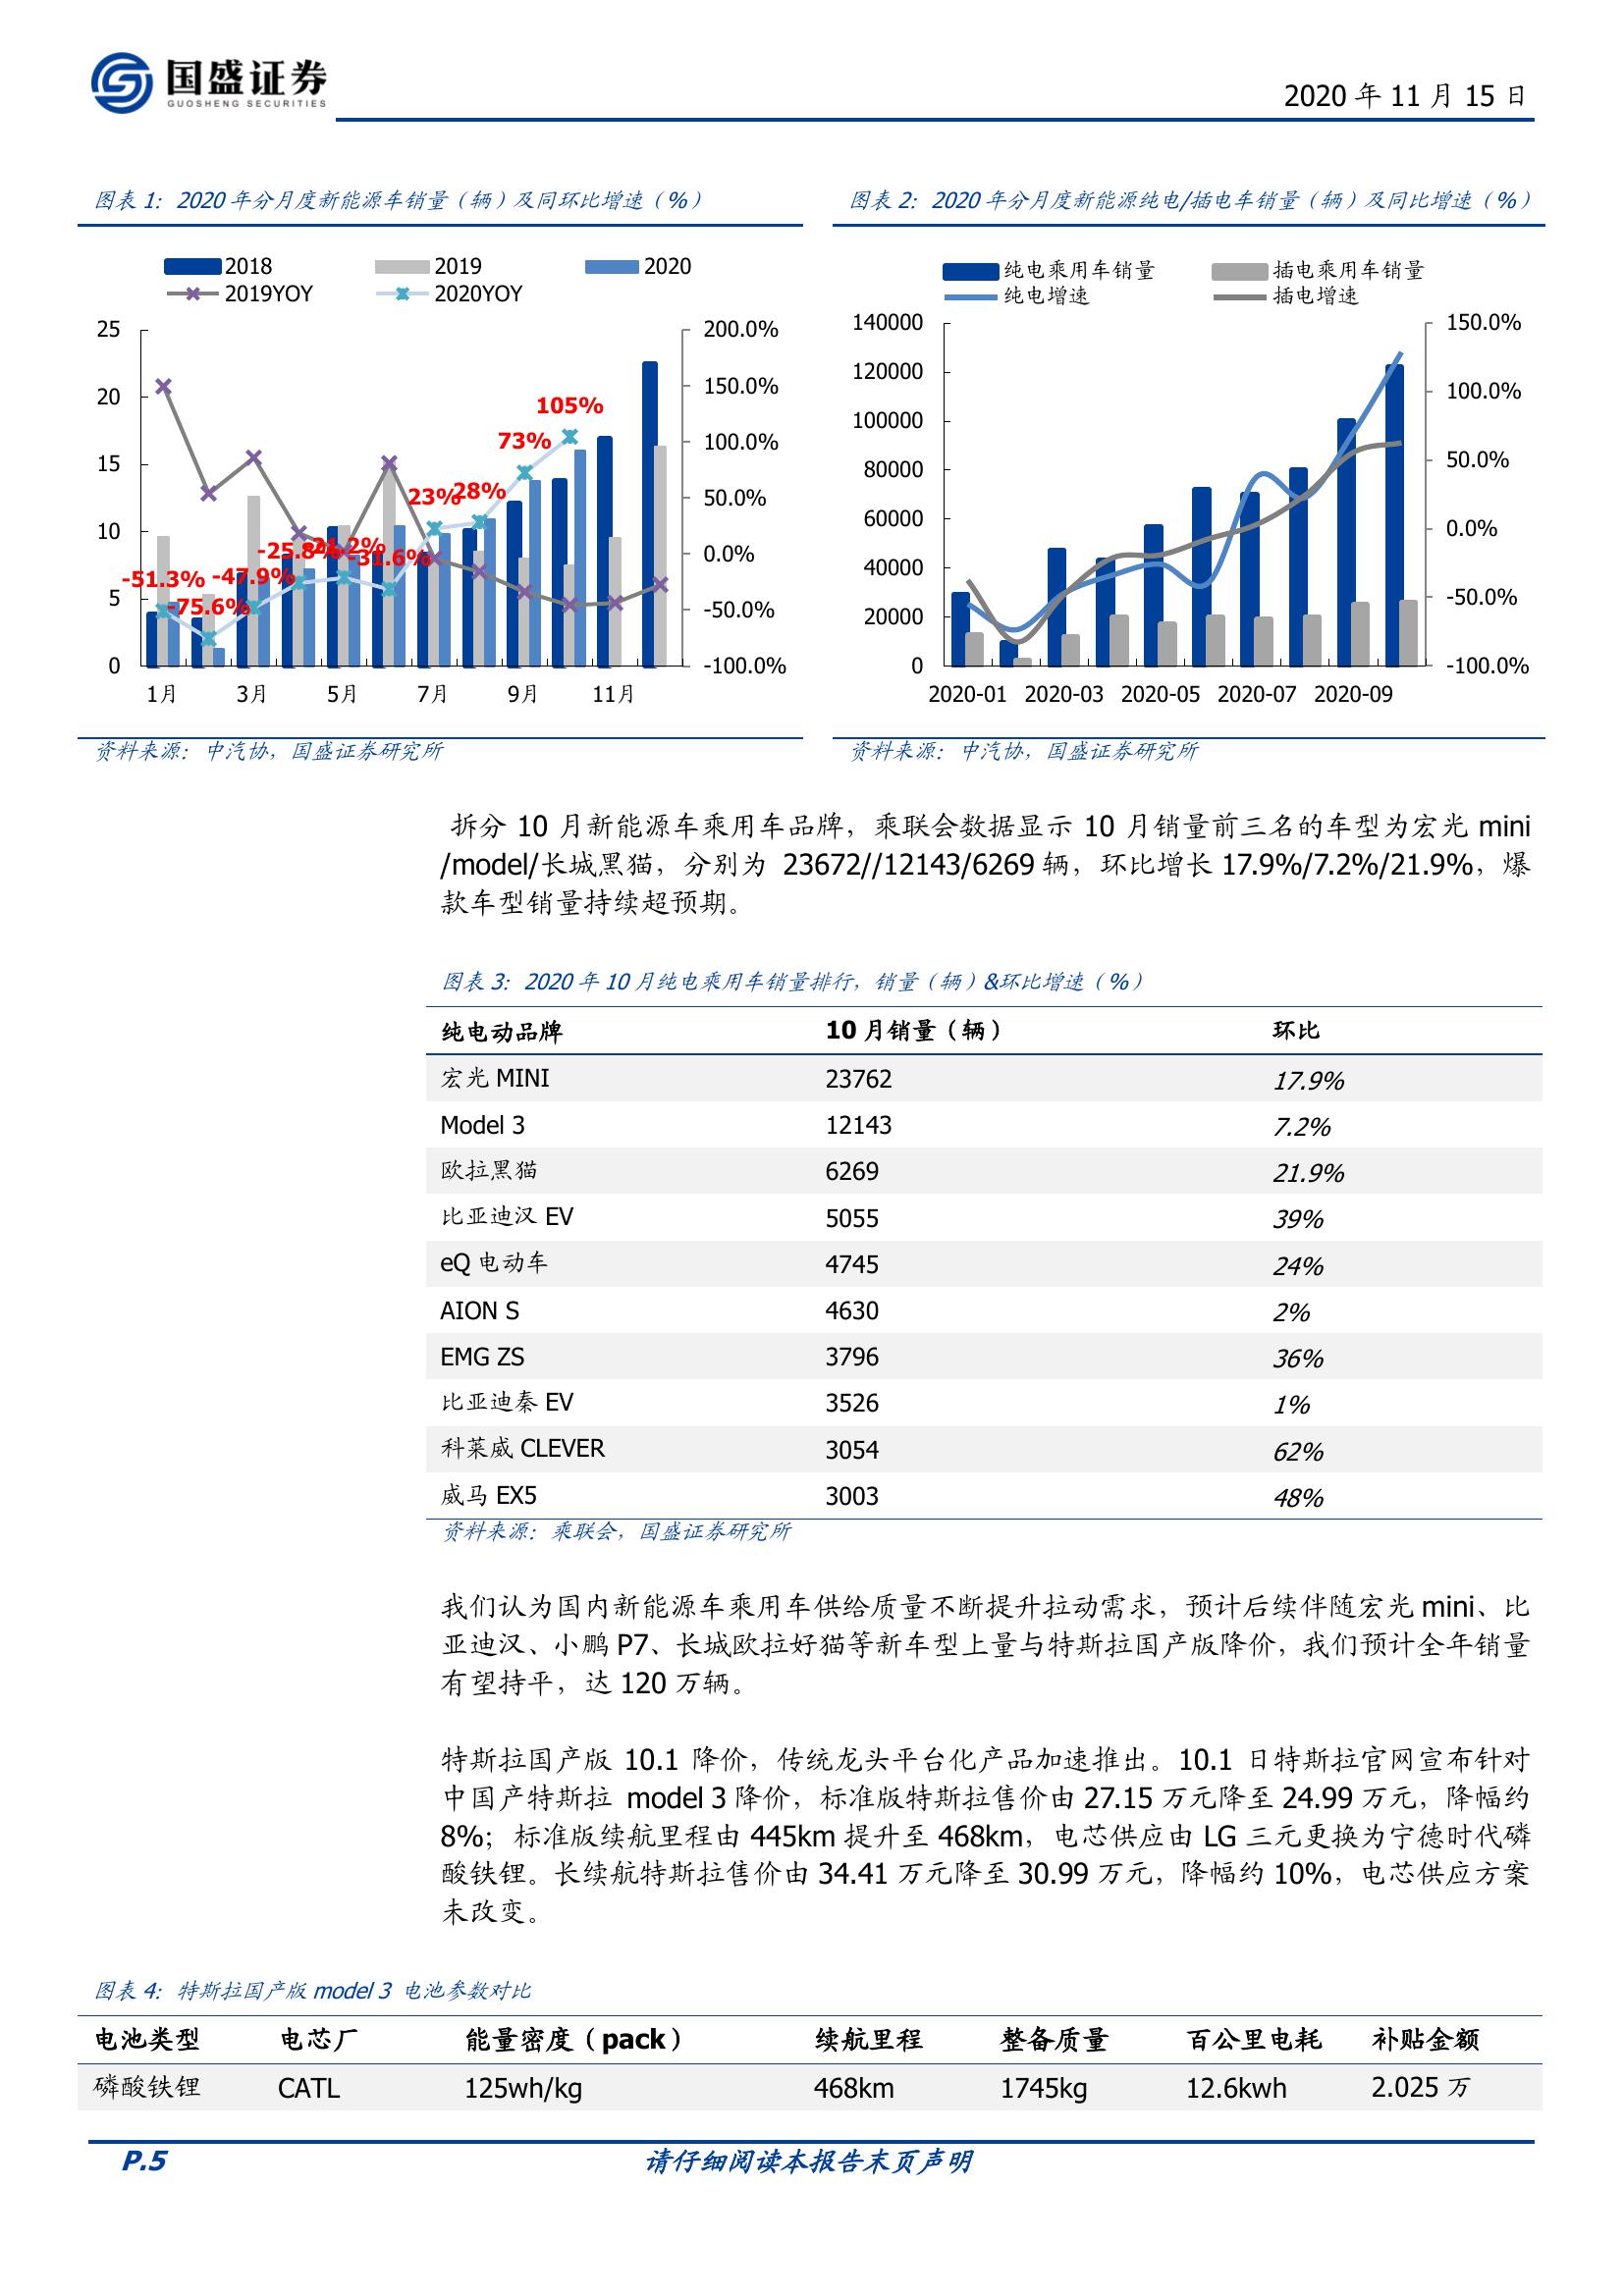 国盛证券
GUOSHENG SECURITIES
2020 年 11 月 15 日
图表 1：2020 年分月度新能源车销量（辆）及同环比增速（%）
2018 2019 2020
2019YOY 2020YOY
25
20
15
10
5
0
200.0%
150.0%
100.0%
50.0%
0.0%
-50.0%
-100.0%
-51.3%
-75.6%
-47.9%
-25.8%
-21.2%
-31.6%
23%
28%
73%
105%
1月 3月 5月 7月 9月 11月
资料来源：中汽协，国盛证券研究所
图表 2：2020 年分月度新能源纯电/插电车销量（辆）及同比增速（%）
纯电乘用车销量 插电乘用车销量
纯电增速 插电增速
140000
120000
100000
80000
60000
40000
20000
0
150.0%
100.0%
50.0%
0.0%
-50.0%
-100.0%
2020-01 2020-03 2020-05 2020-07 2020-09
资料来源：中汽协，国盛证券研究所
拆分 10 月新能源车乘用车品牌，乘联会数据显示 10 月销量前三名的车型为宏光 mini
/model/长城黑猫，分别为 23672//12143/6269 辆，环比增长 17.9%/7.2%/21.9%，爆
款车型销量持续超预期。
图表 3：2020 年 10 月纯电乘用车销量排行，销量（辆）&环比增速（%）
纯电动品牌 10 月销量（辆） 环比
宏光 MINI 23762 17.9%
Model 3 12143 7.2%
欧拉黑猫 6269 21.9%
比亚迪汉 EV 5055 39%
eQ 电动车 4745 24%
AION S 4630 2%
EMG ZS 3796 36%
比亚迪秦 EV 3526 1%
科莱威 CLEVER 3054 62%
威马 EX5 3003 48%
资料来源：乘联会，国盛证券研究所
我们认为国内新能源车乘用车供给质量不断提升拉动需求，预计后续伴随宏光 mini、比
亚迪汉、小鹏 P7、长城欧拉好猫等新车型上量与特斯拉国产版降价，我们预计全年销量
有望持平，达 120 万辆。
特斯拉国产版 10.1 降价，传统龙头平台化产品加速推出。10.1 日特斯拉官网宣布针对
中国产特斯拉 model 3 降价，标准版特斯拉售价由 27.15 万元降至 24.99 万元，降幅约
8%；标准版续航里程由 445km 提升至 468km，电芯供应由 LG 三元更换为宁德时代磷
酸铁锂。长续航特斯拉售价由 34.41 万元降至 30.99 万元，降幅约 10%，电芯供应方案
未改变。
图表 4：特斯拉国产版 model 3 电池参数对比
电池类型 电芯厂 能量密度（pack） 续航里程 整备质量 百公里电耗 补贴金额
磷酸铁锂 CATL 125wh/kg 468km 1745kg 12.6kwh 2.025 万
P.5 请仔细阅读本报告末页声明